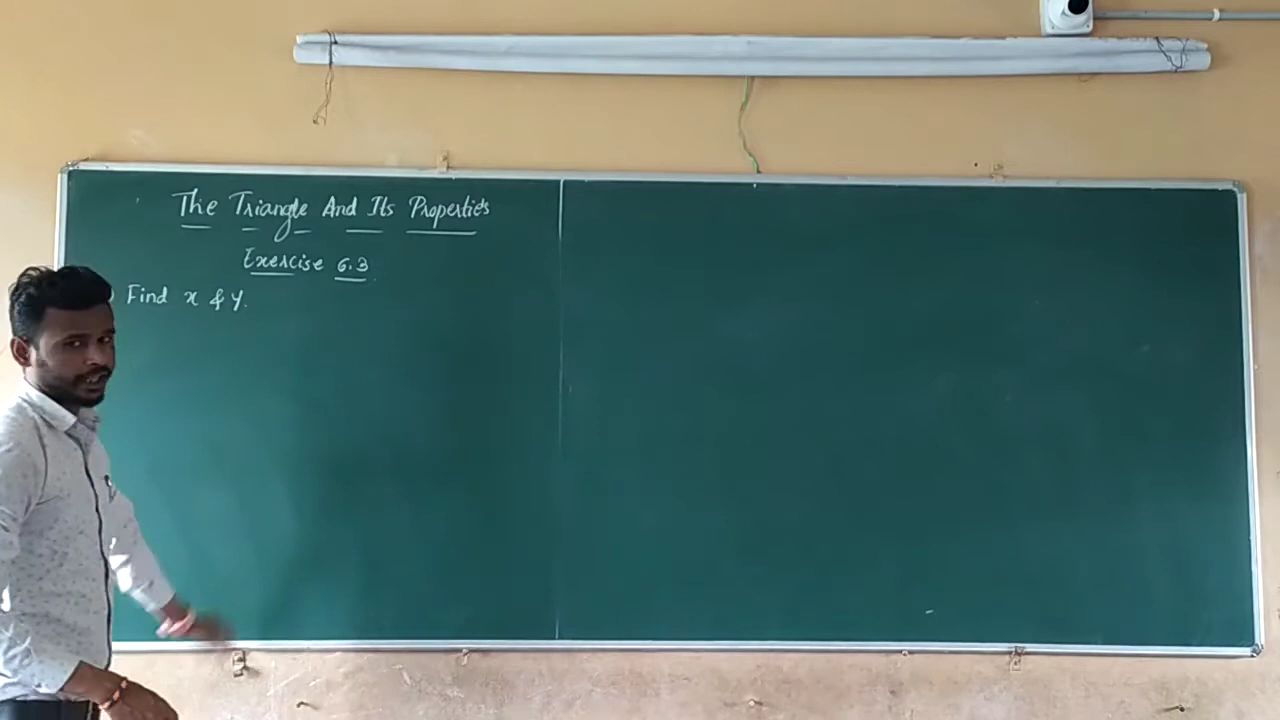 The Triangle And Its Properties
Exercise 6.3
) Find x & y.